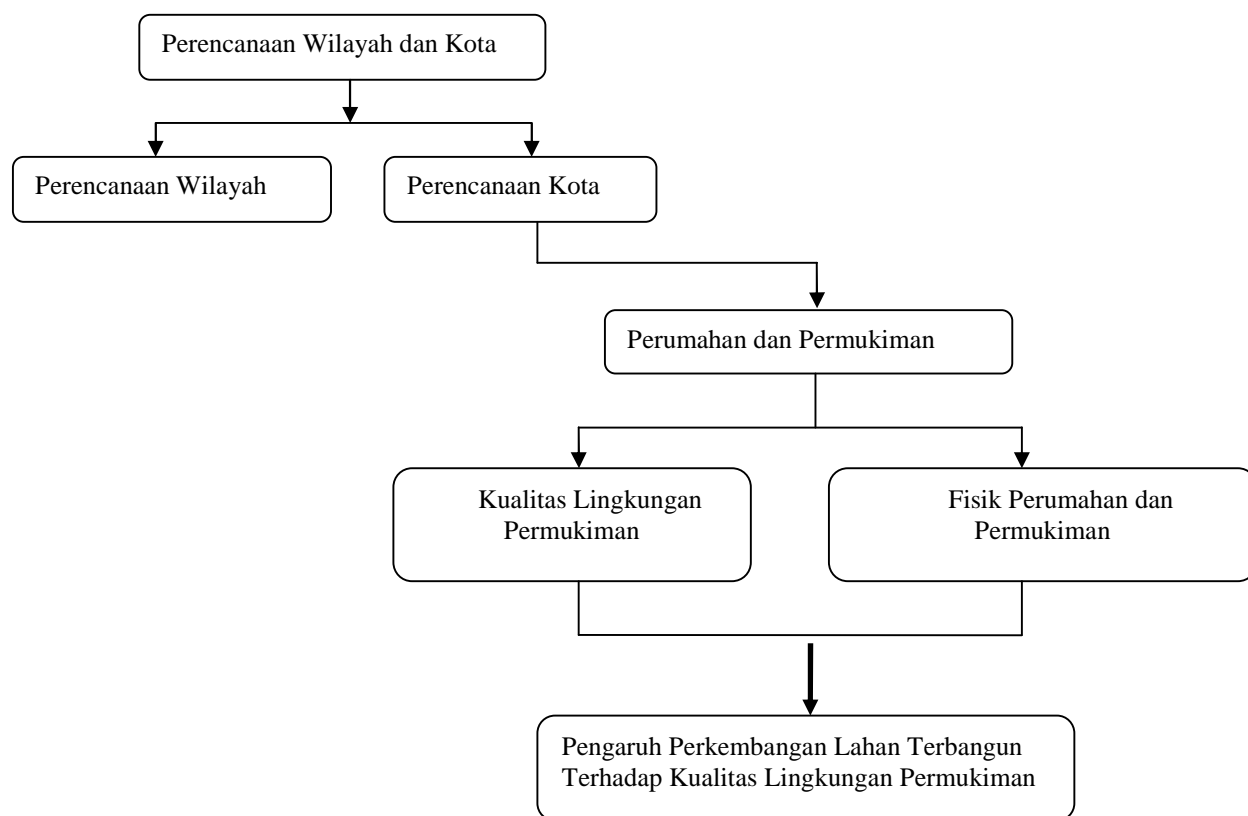 Perencanaan Wilayah dan Kota
Perencanaan Wilayah
Perencanaan Kota
Perumahan dan Permukiman
Kualitas Lingkungan
Permukiman
Fisik Perumahan dan
Permukiman
Pengaruh Perkembangan Lahan Terbangun
Terhadap Kualitas Lingkungan Permukiman